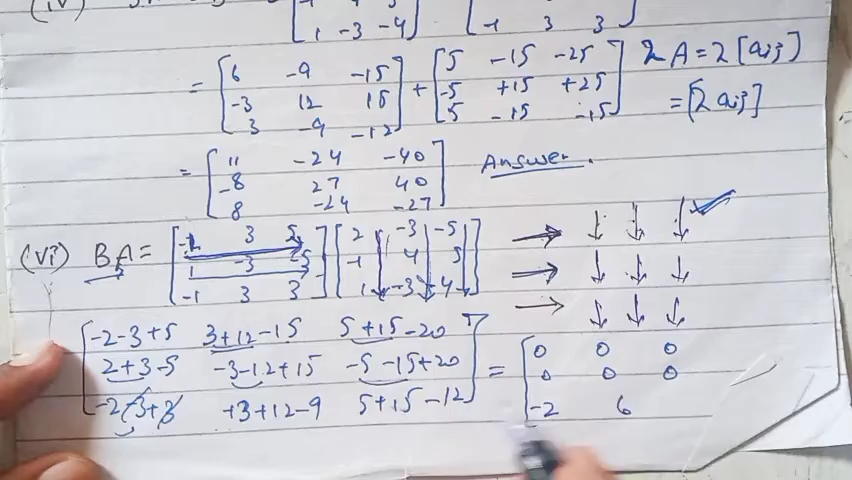 1 -3 -4] -1 3 3]
= [6 -9 -15 + [5 -15 -25 2A = 2[aij]
-3 12 15 -5 +15 +25 = [2aij]
3 -9 -12] 5 -15 -15]
= [11 -24 -40 Answer.
-8 27 40
8 -24 -27]
(vi) BA = [-1 3 5 [2 -3 -5
1 -3 -5 -1 4 5
-1 3 3] 1 -3 -4]
[-2-3+5 3+12-15 5+15-20
2+3-5 -3-12+15 -5-15+20
-2-3+3 +3+12-9 5+15-12]
= [0 0 0
0 0 0
-2 6